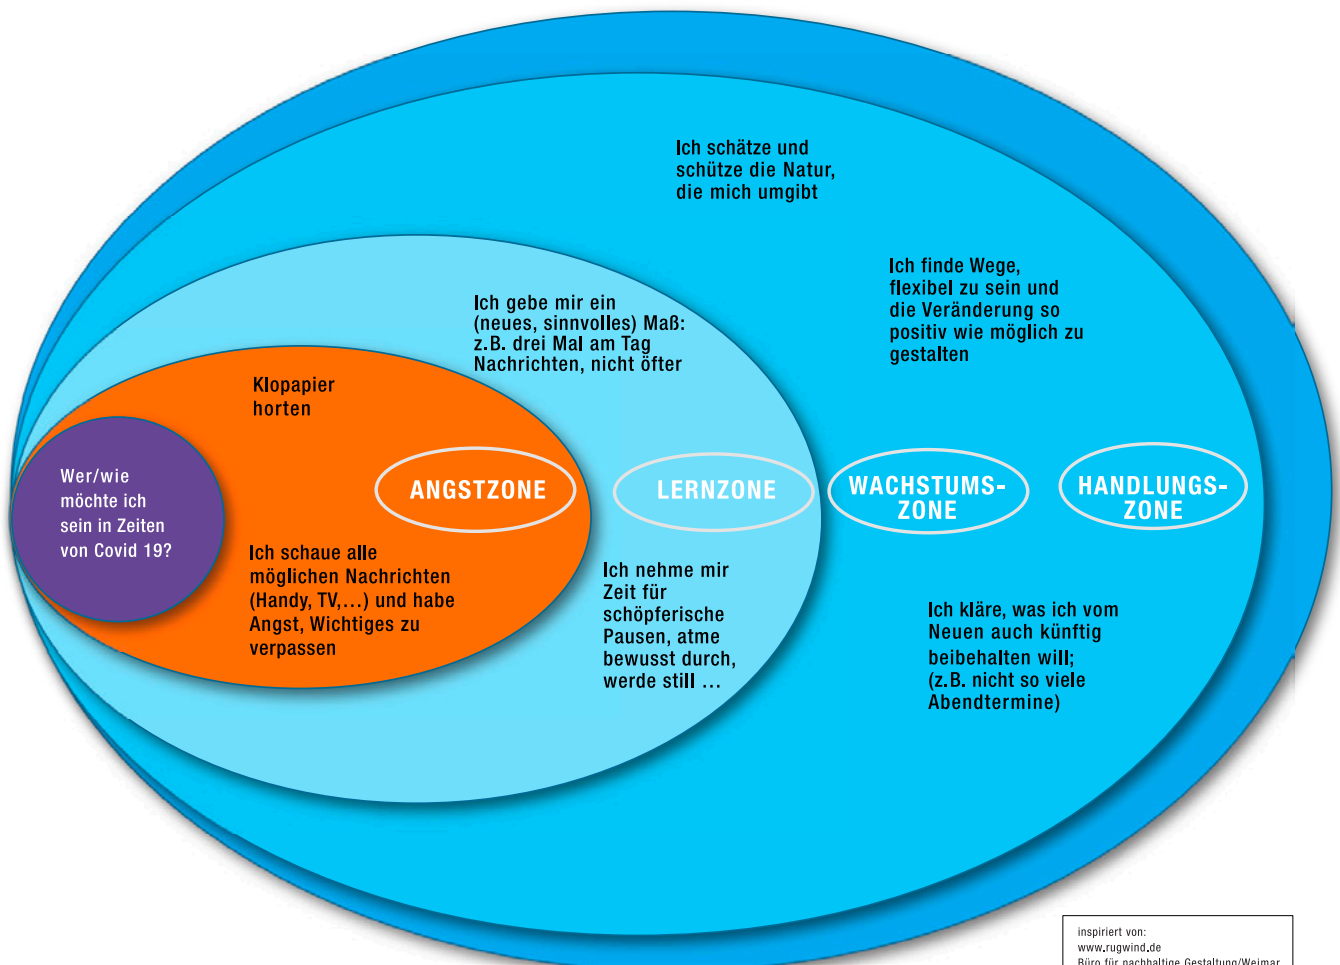 Ich schätze und
schütze die Natur,
die mich umgibt
Ich finde Wege,
flexibel zu sein und
die Veränderung so
positiv wie möglich zu
gestalten
Ich gebe mir ein
(neues, sinnvolles) Maß:
z.B. drei Mal am Tag
Nachrichten, nicht öfter
Klopapier
horten
Wer/wie
möchte ich
sein in Zeiten
von Covid 19?
ANGSTZONE
LERNZONE
WACHSTUMS-
ZONE
HANDLUNGS-
ZONE
Ich schaue alle
möglichen Nachrichten
(Handy, TV,...) und habe
Angst, Wichtiges zu
verpassen
Ich nehme mir
Zeit für
schöpferische
Pausen, atme
bewusst durch,
werde still ...
Ich kläre, was ich vom
Neuen auch künftig
beibehalten will;
(z.B. nicht so viele
Abendtermine)
inspiriert von:
www.rugwind.de
Büro für nachhaltige Gestaltung/Weimar